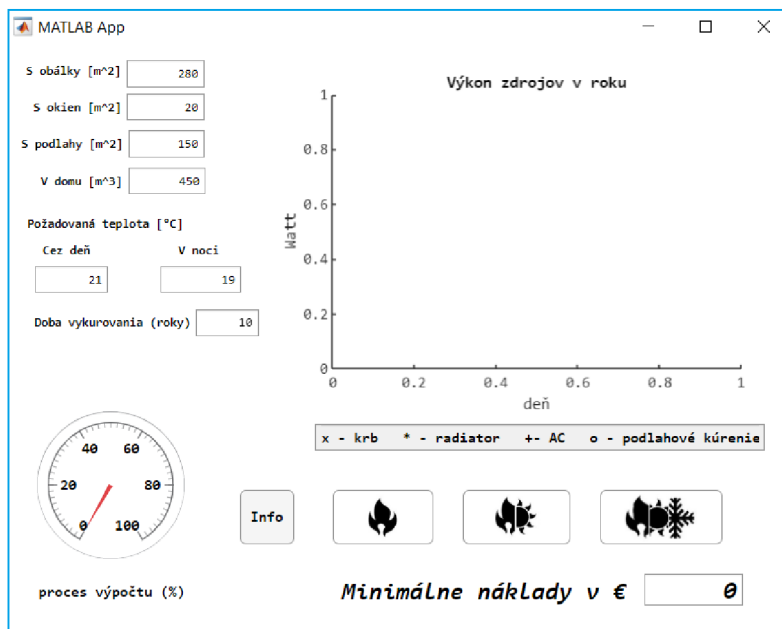 MATLAB App
S obálky [m^2] 280
S okien [m^2] 20
S podlahy [m^2] 150
V domu [m^3] 450
Požadovaná teplota [°C]
Cez deň V noci
21 19
Doba vykurovania (roky) 10
Výkon zdrojov v roku
1
0.8
0.6
0.4
0.2
0
Watt
0 0.2 0.4 0.6 0.8 1
deň
x - krb * - radiator +- AC o - podlahové kúrenie
40 60
20 80
0 100
proces výpočtu (%)
Info
Minimálne náklady v € 0